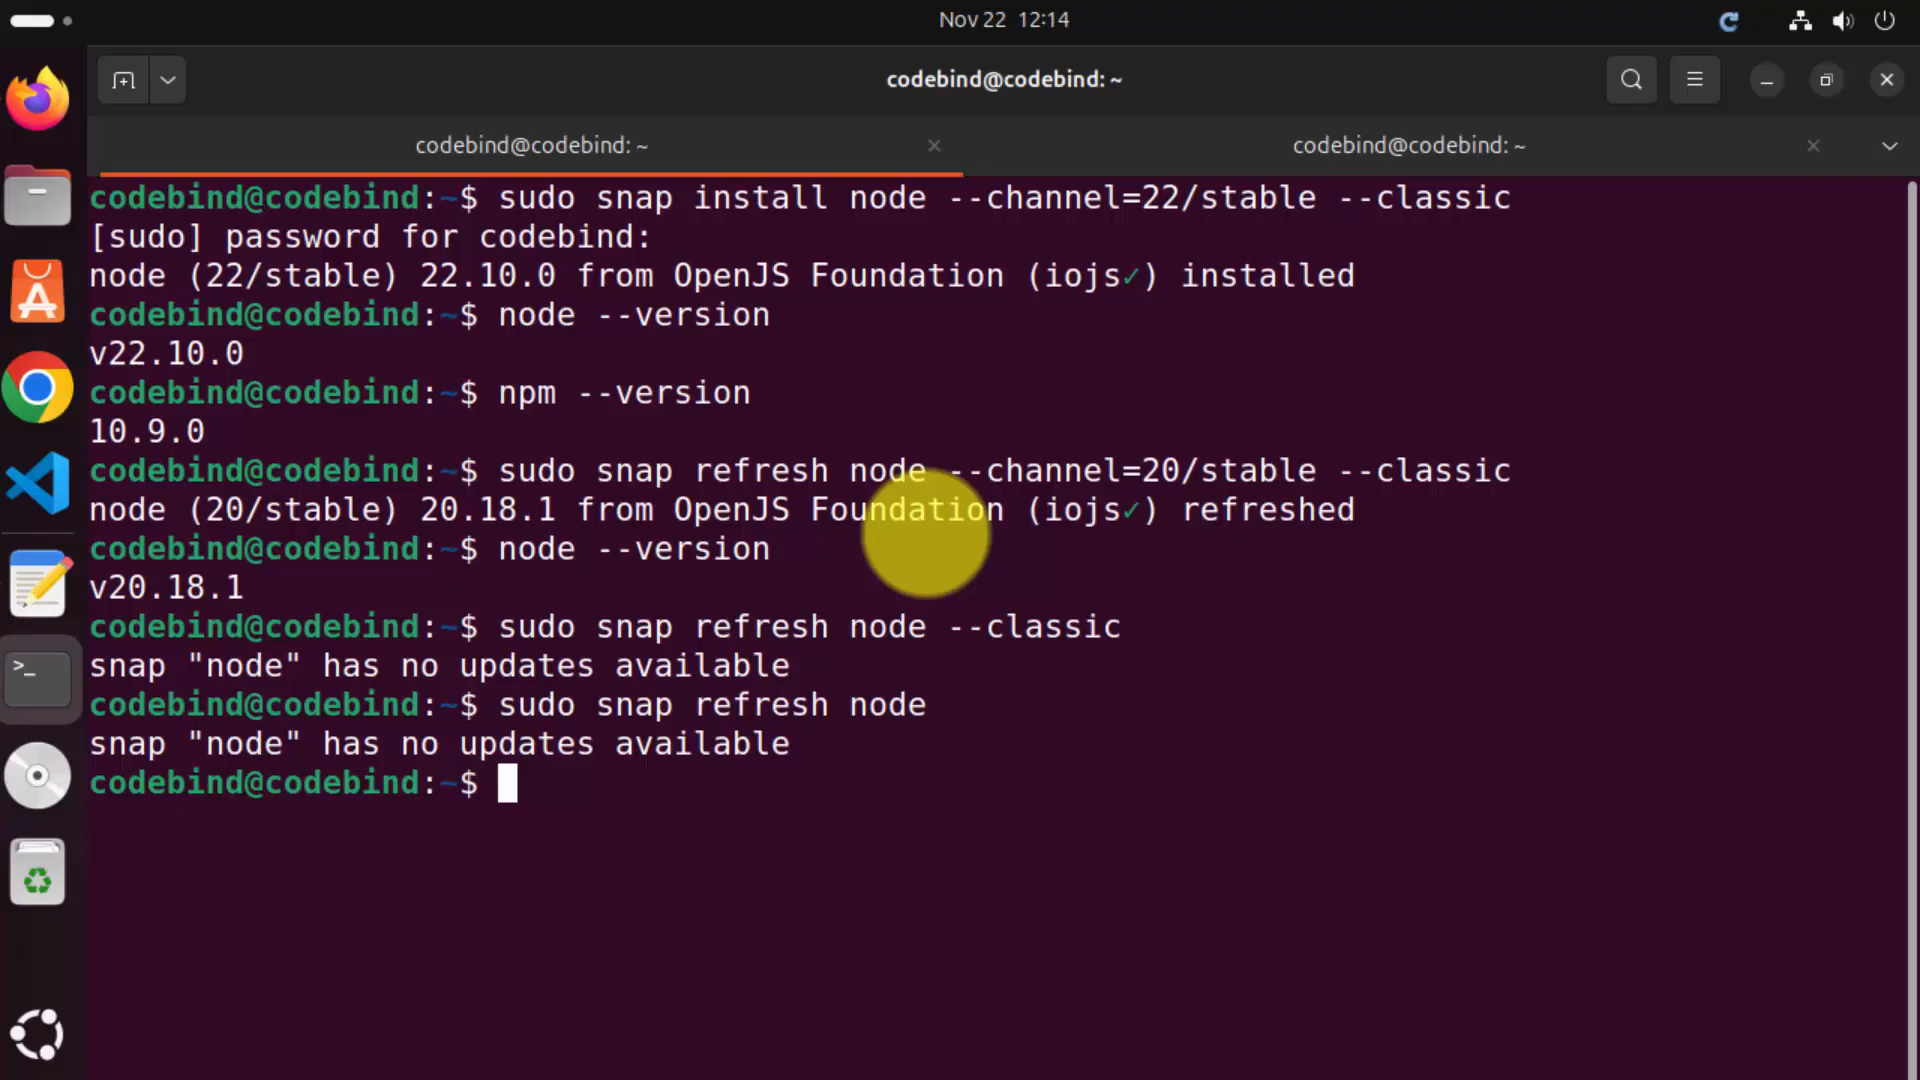 Nov 22 12:14
codebind@codebind: ~
codebind@codebind: ~
codebind@codebind: ~
codebind@codebind:~$ sudo snap install node --channel=22/stable --classic
[sudo] password for codebind:
node (22/stable) 22.10.0 from OpenJS Foundation (iojs✓) installed
codebind@codebind:~$ node --version
v22.10.0
codebind@codebind:~$ npm --version
10.9.0
codebind@codebind:~$ sudo snap refresh node --channel=20/stable --classic
node (20/stable) 20.18.1 from OpenJS Foundation (iojs✓) refreshed
codebind@codebind:~$ node --version
v20.18.1
codebind@codebind:~$ sudo snap refresh node --classic
snap "node" has no updates available
codebind@codebind:~$ sudo snap refresh node
snap "node" has no updates available
codebind@codebind:~$